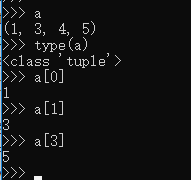 >>> a
(1, 3, 4, 5)
>>> type(a)
<class 'tuple'>
>>> a[0]
1
>>> a[1]
3
>>> a[3]
5
>>>